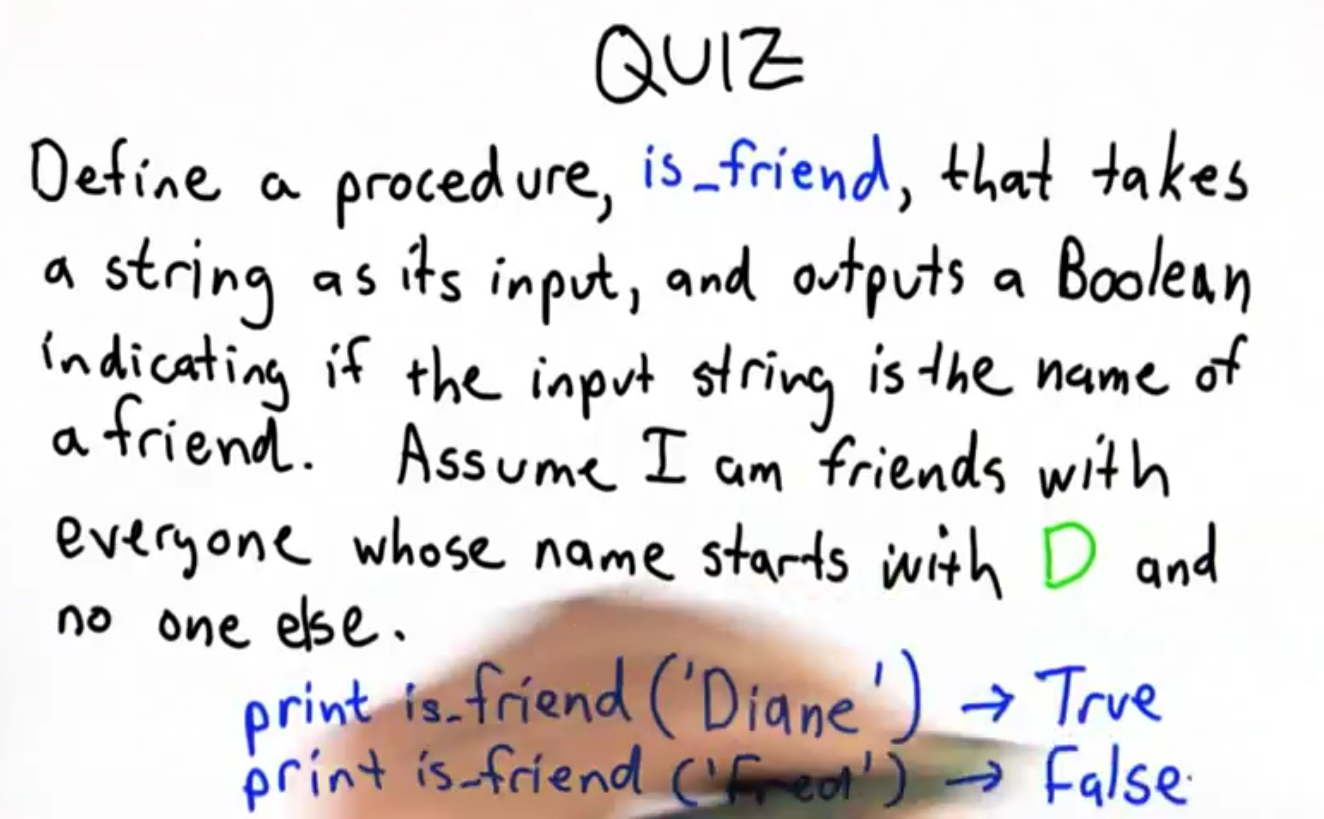 QUIZ
Define a procedure, is_friend, that takes
a string as its input, and outputs a Boolean
indicating if the input string is the name of
a friend. Assume I am friends with
everyone whose name starts with D and
no one else.
print is_friend ('Diane') → True
print is_friend ('Fred') → False